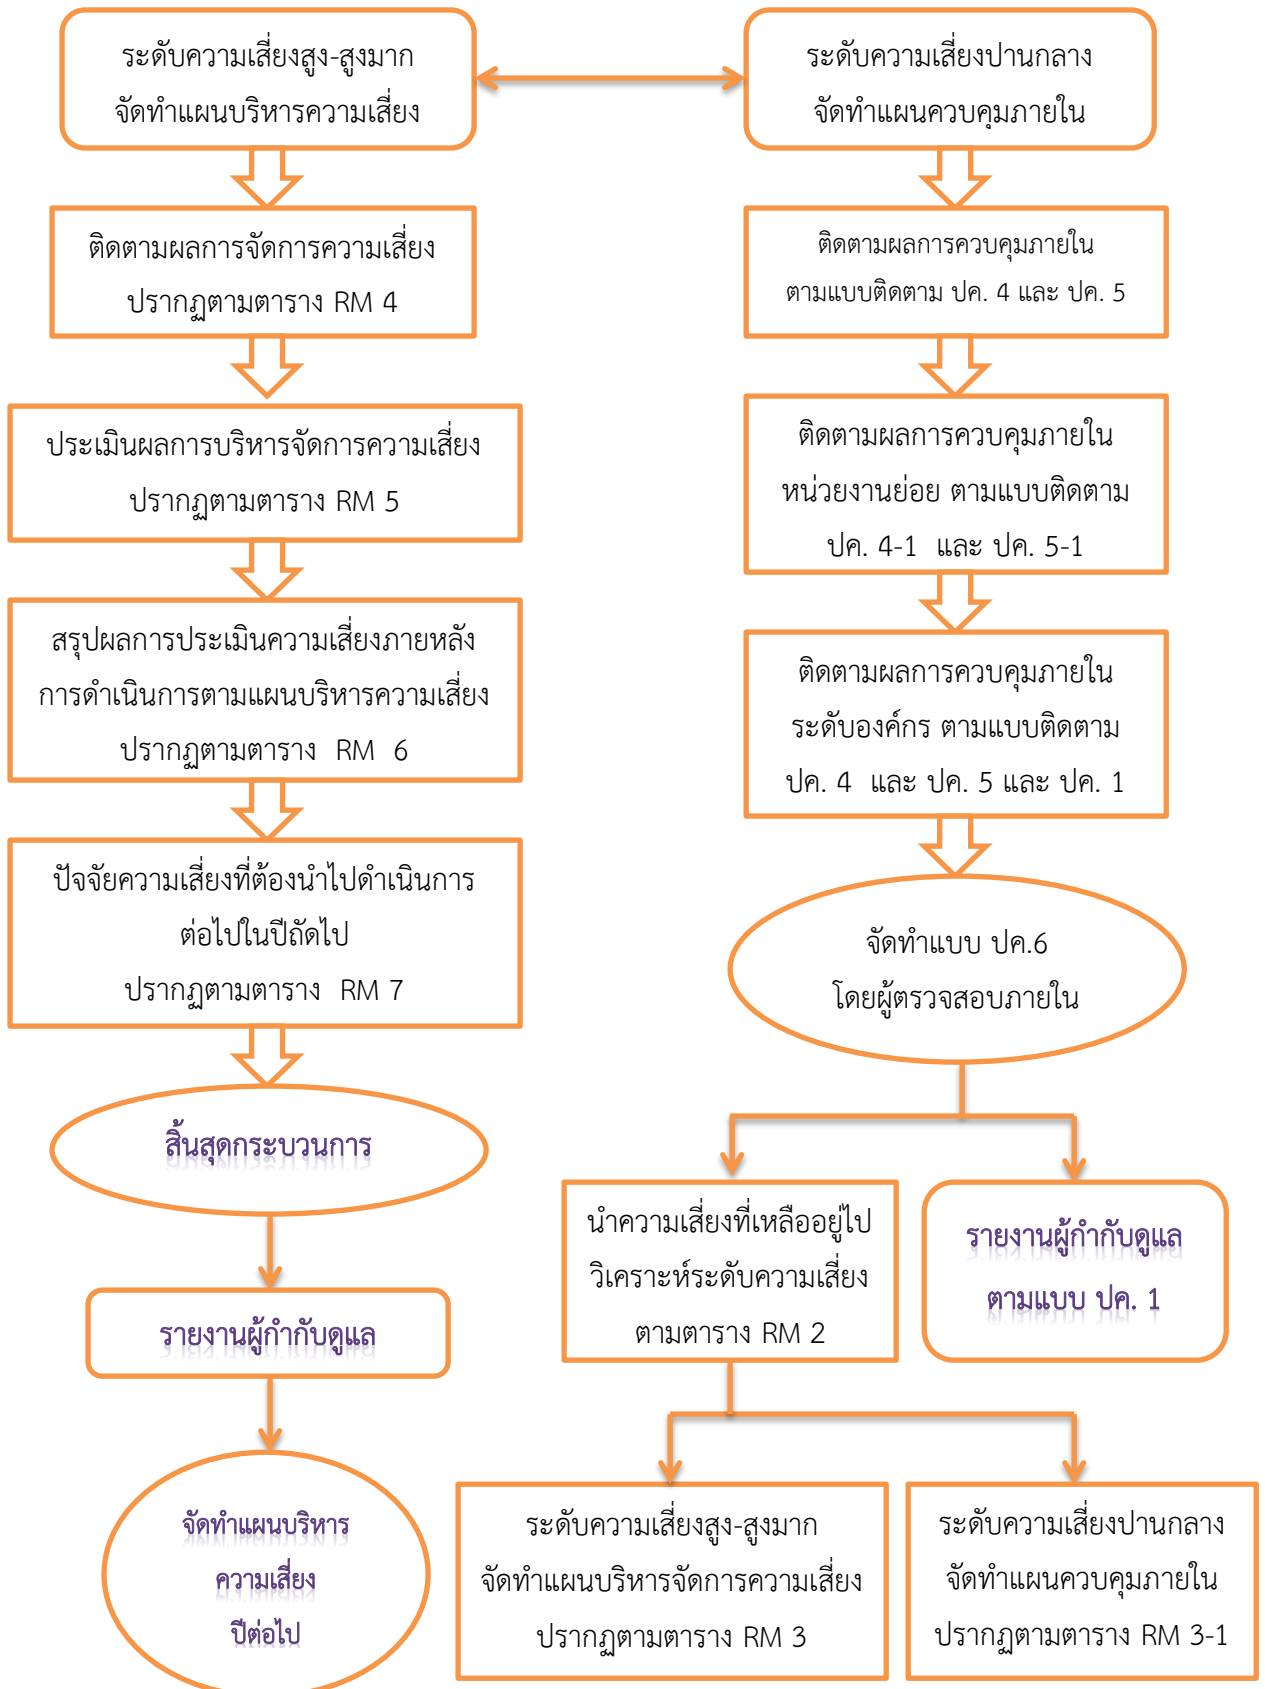 ระดับความเสี่ยงสูง-สูงมาก
จัดทำแผนบริหารความเสี่ยง
ระดับความเสี่ยงปานกลาง
จัดทำแผนควบคุมภายใน
ติดตามผลการจัดการความเสี่ยง
ปรากฏตามตาราง RM 4
ติดตามผลการควบคุมภายใน
ตามแบบติดตาม ปค. 4 และ ปค. 5
ประเมินผลการบริหารจัดการความเสี่ยง
ปรากฏตามตาราง RM 5
ติดตามผลการควบคุมภายใน
หน่วยงานย่อย ตามแบบติดตาม
ปค. 4-1 และ ปค. 5-1
สรุปผลการประเมินความเสี่ยงภายหลัง
การดำเนินการตามแผนบริหารความเสี่ยง
ปรากฏตามตาราง RM 6
ติดตามผลการควบคุมภายใน
ระดับองค์กร ตามแบบติดตาม
ปค. 4 และ ปค. 5 และ ปค. 1
ปัจจัยความเสี่ยงที่ต้องนำไปดำเนินการ
ต่อไปในปีถัดไป
ปรากฏตามตาราง RM 7
จัดทำแบบ ปค.6
โดยผู้ตรวจสอบภายใน
สิ้นสุดกระบวนการ
นำความเสี่ยงที่เหลืออยู่ไป
วิเคราะห์ระดับความเสี่ยง
ตามตาราง RM 2
รายงานผู้กำกับดูแล
ตามแบบ ปค. 1
รายงานผู้กำกับดูแล
จัดทำแผนบริหาร
ความเสี่ยง
ปีต่อไป
ระดับความเสี่ยงสูง-สูงมาก
จัดทำแผนบริหารจัดการความเสี่ยง
ปรากฏตามตาราง RM 3
ระดับความเสี่ยงปานกลาง
จัดทำแผนควบคุมภายใน
ปรากฏตามตาราง RM 3-1